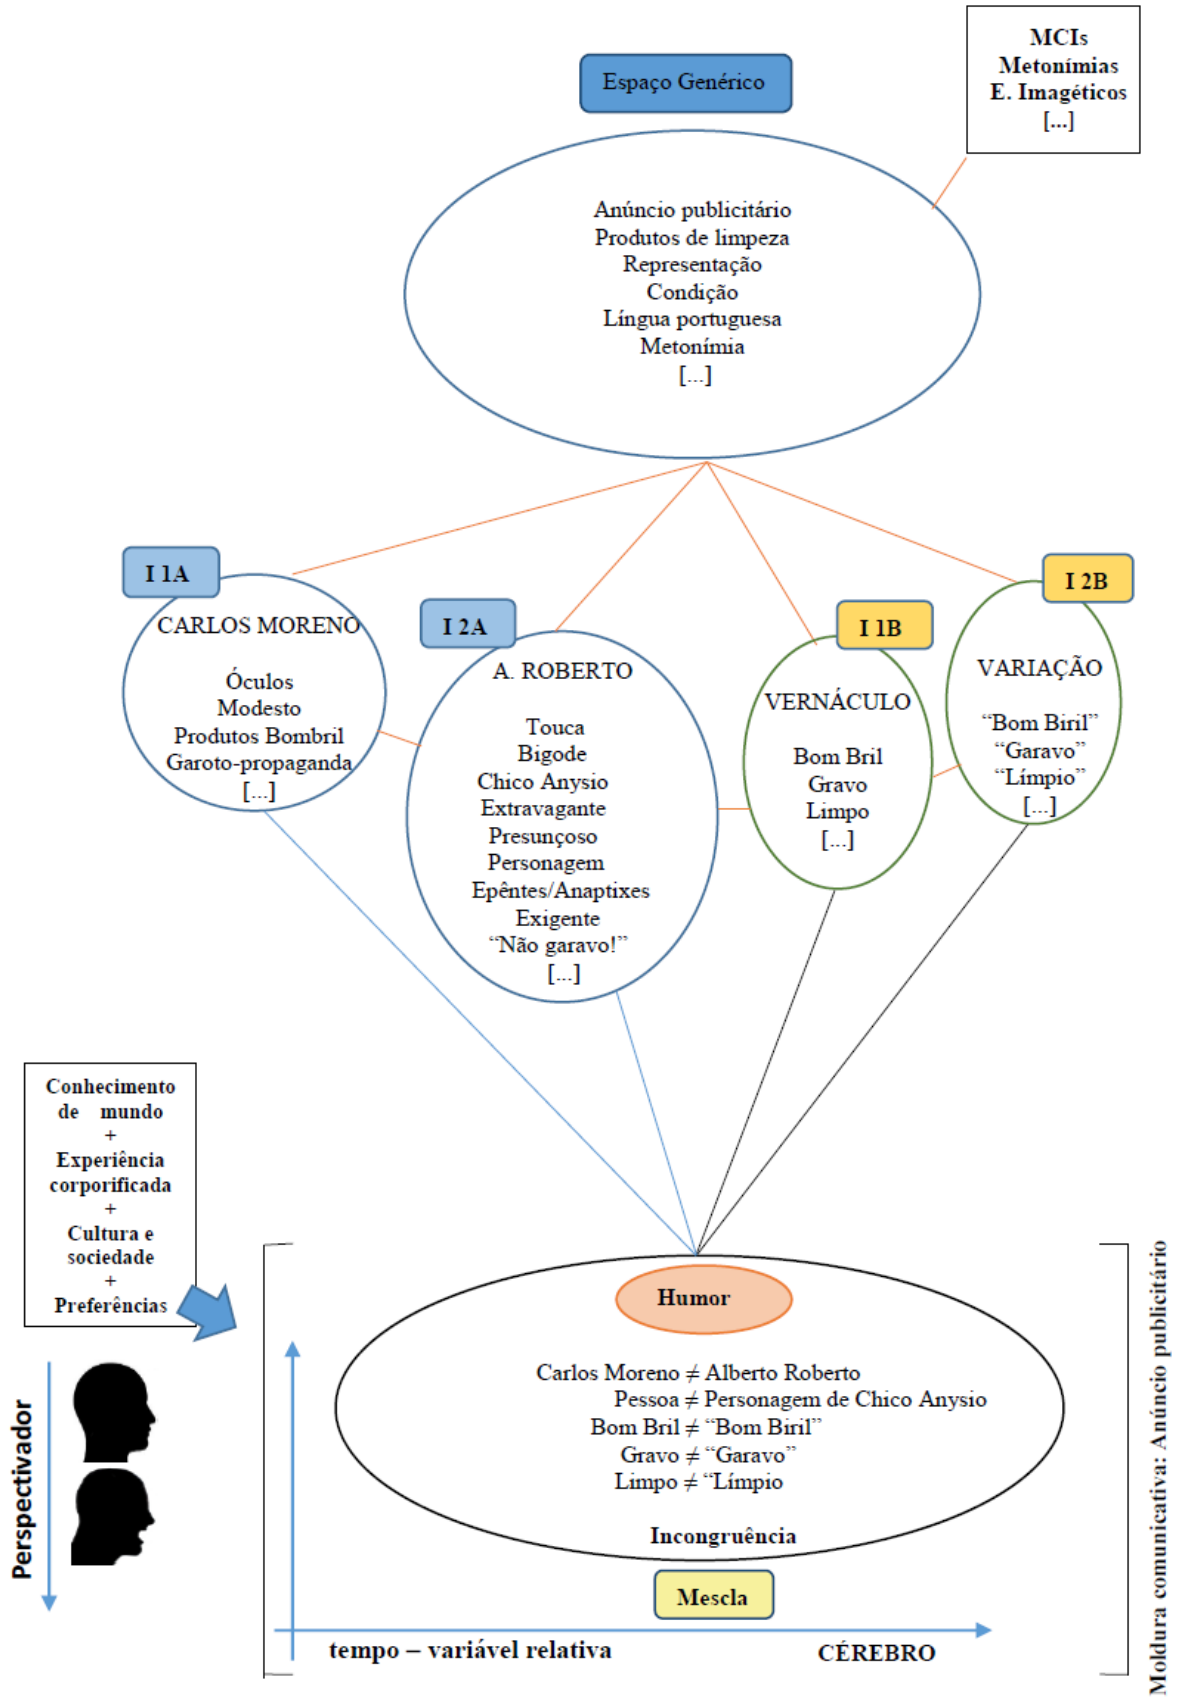 MCIs
Metonímias
E. Imagéticos
[...]
Espaço Genérico
Anúncio publicitário
Produtos de limpeza
Representação
Condição
Língua portuguesa
Metonímia
[...]
I 1A
CARLOS MORENO
Óculos
Modesto
Produtos Bombril
Garoto-propaganda
[...]
I 2A
A. ROBERTO
Touca
Bigode
Chico Anysio
Extravagante
Presunçoso
Personagem
Epêntes/Anaptixes
Exigente
“Não garavo!”
[...]
I 1B
VERNÁCULO
Bom Bril
Gravo
Limpo
[...]
I 2B
VARIAÇÃO
“Bom Biril”
“Garavo”
“Límpio”
[...]
Conhecimento
de mundo
+
Experiência
corporificada
+
Cultura e
sociedade
+
Preferências
Perspectivador
Humor
Carlos Moreno ≠ Alberto Roberto
Pessoa ≠ Personagem de Chico Anysio
Bom Bril ≠ “Bom Biril”
Gravo ≠ “Garavo”
Limpo ≠ “Límpio
Incongruência
Mescla
tempo – variável relativa
CÉREBRO
Moldura comunicativa: Anúncio publicitário